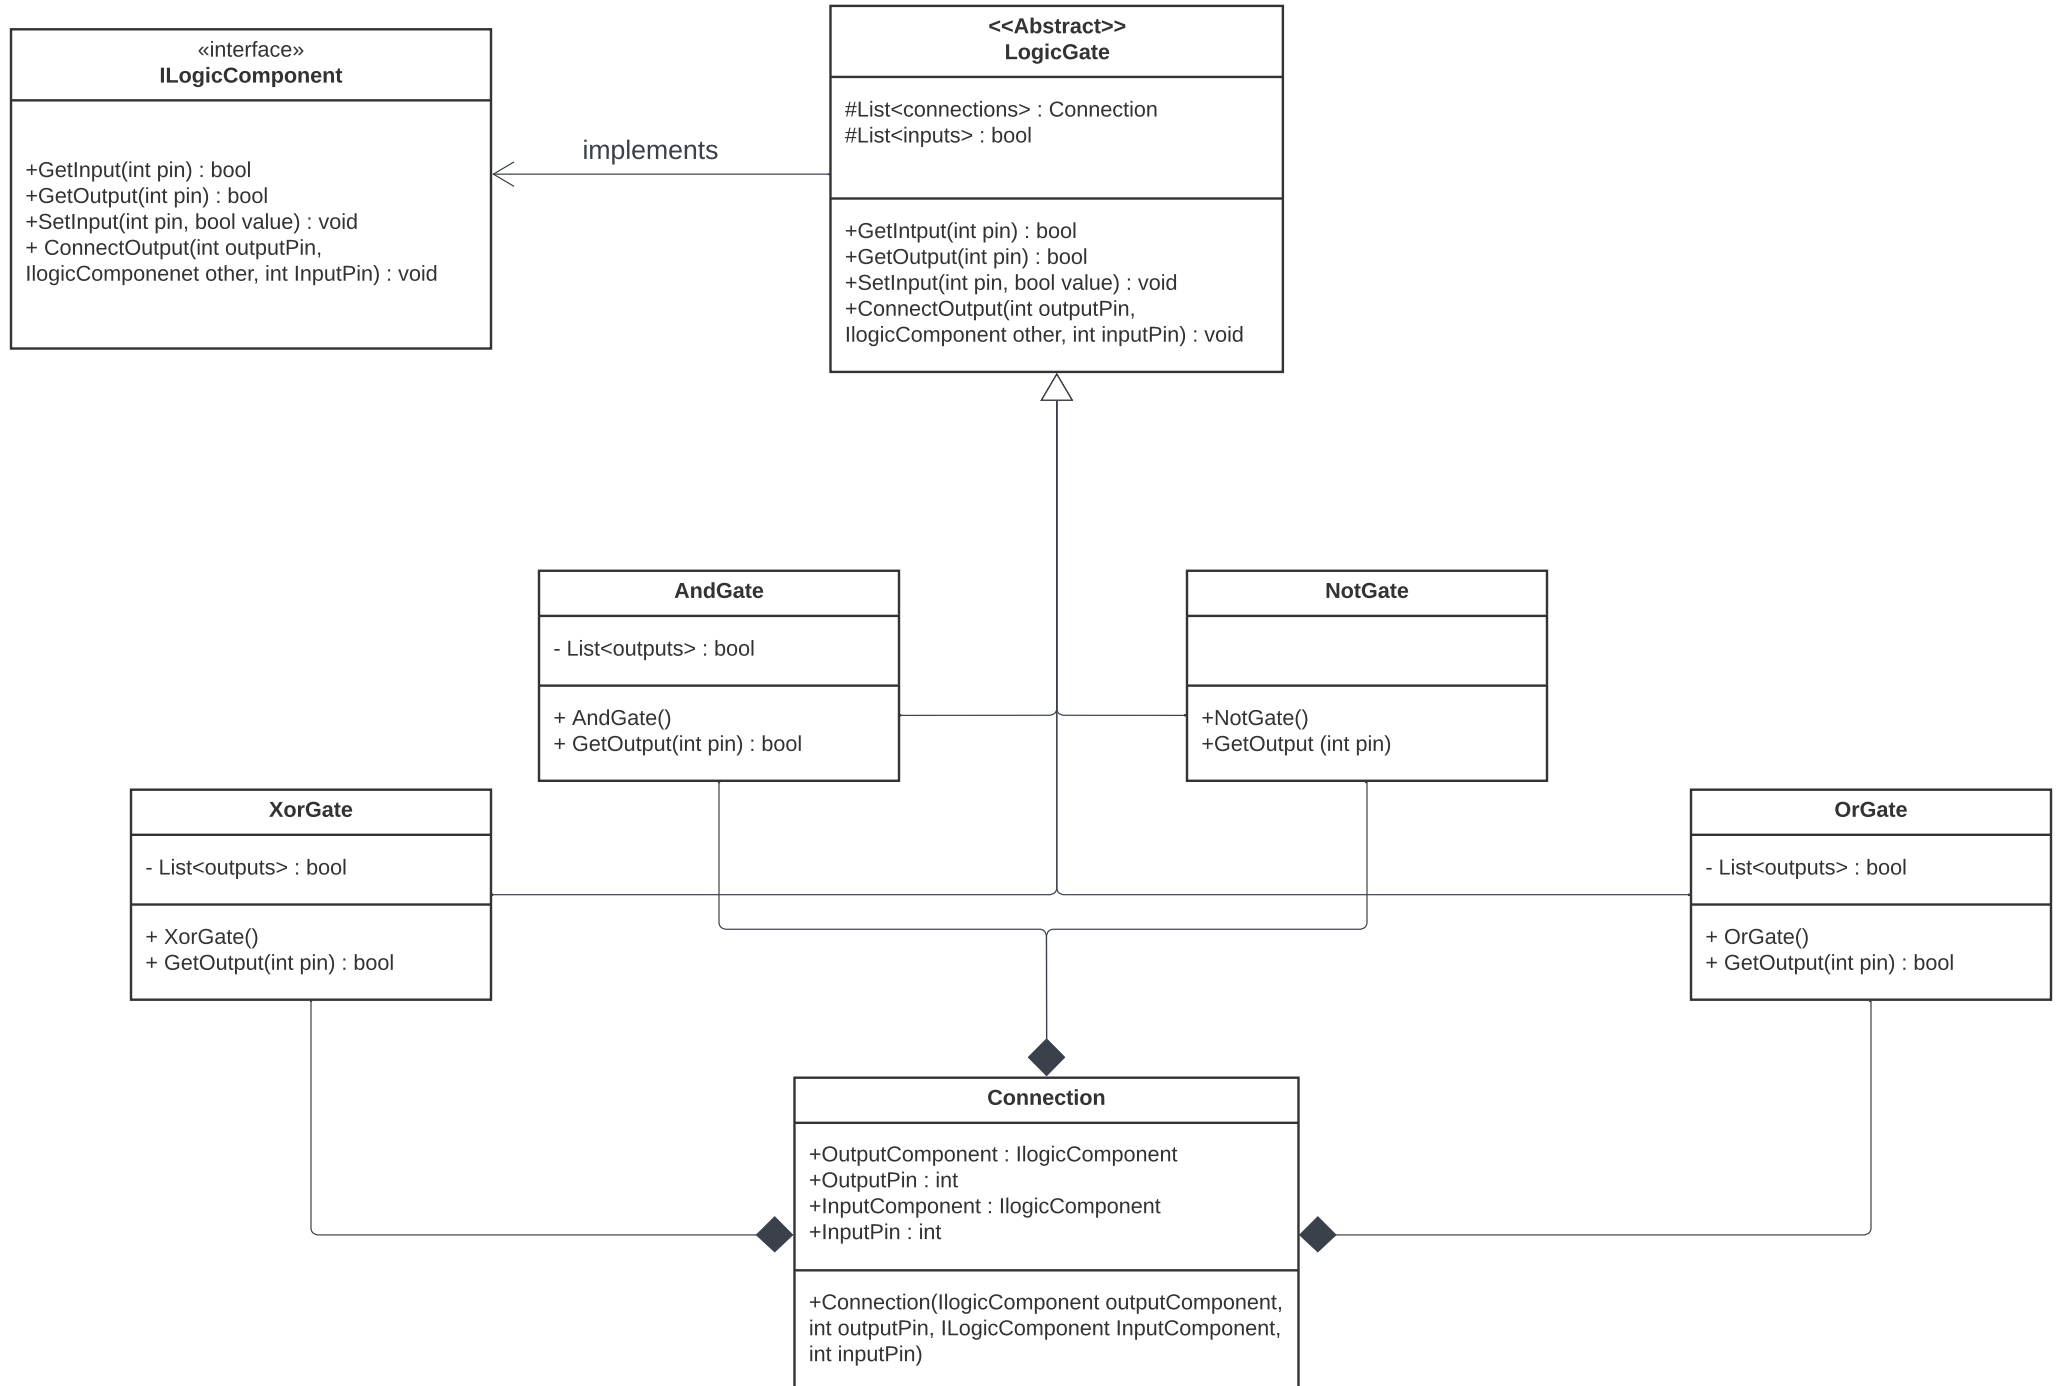 «interface»
ILogicComponent
+GetInput(int pin) : bool
+GetOutput(int pin) : bool
+SetInput(int pin, bool value) : void
+ ConnectOutput(int outputPin,
IlogicComponenet other, int InputPin) : void
implements
<<Abstract>>
LogicGate
#List<connections> : Connection
#List<inputs> : bool
+GetIntput(int pin) : bool
+GetOutput(int pin) : bool
+SetInput(int pin, bool value) : void
+ConnectOutput(int outputPin,
IlogicComponent other, int inputPin) : void
AndGate
- List<outputs> : bool
+ AndGate()
+ GetOutput(int pin) : bool
NotGate
+NotGate()
+GetOutput (int pin)
XorGate
- List<outputs> : bool
+ XorGate()
+ GetOutput(int pin) : bool
OrGate
- List<outputs> : bool
+ OrGate()
+ GetOutput(int pin) : bool
Connection
+OutputComponent : IlogicComponent
+OutputPin : int
+InputComponent : IlogicComponent
+InputPin : int
+Connection(IlogicComponent outputComponent,
int outputPin, ILogicComponent InputComponent,
int inputPin)